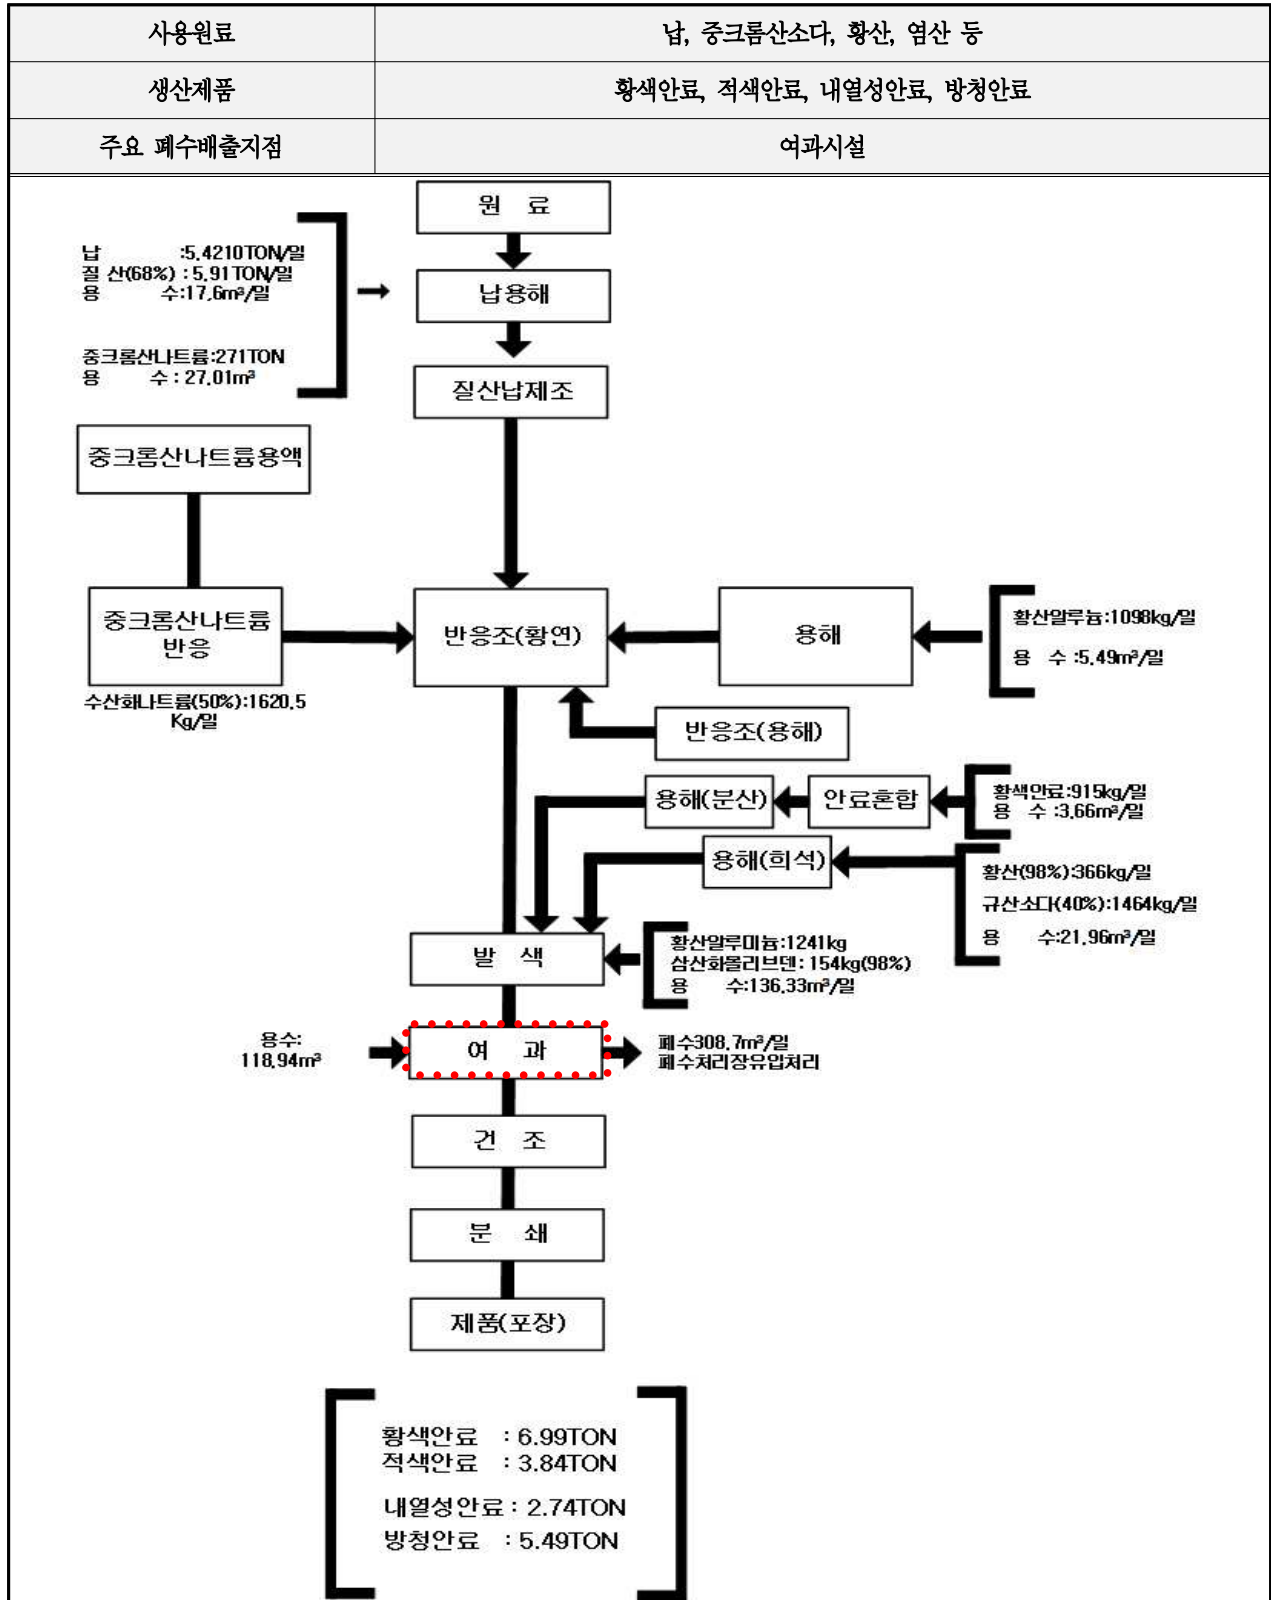 사용원료 납, 중크롬산소다, 황산, 염산 등
생산제품 황색안료, 적색안료, 내열성안료, 방청안료
주요 폐수배출지점 여과시설
원 료
납 :5.4210TON/일
질 산(68%) : 5.91TON/일
용 수:17.6m³/일
중크롬산나트륨:271TON
용 수 : 27.01m³
납용해
질산납제조
중크롬산나트륨용액
중크롬산나트륨
반응
수산화나트륨(50%):1620.5
Kg/일
반응조(황연)
용해
황산알루늄:1098kg/일
용 수 :5.49m³/일
반응조(용해)
용해(분산)
안료혼합
황색안료:915kg/일
용 수 :3.66m³/일
용해(희석)
황산(98%):366kg/일
규산소다(40%):1464kg/일
용 수:21.96m³/일
발 색
황산알루미늄:1241kg
삼산화몰리브덴: 154kg(98%)
용 수:136.33m³/일
용수:
118.94m³
여 과
폐수308.7m³/일
폐수처리장유입처리
건 조
분 쇄
제품(포장)
황색안료 : 6.99TON
적색안료 : 3.84TON
내열성안료 : 2.74TON
방청안료 : 5.49TON